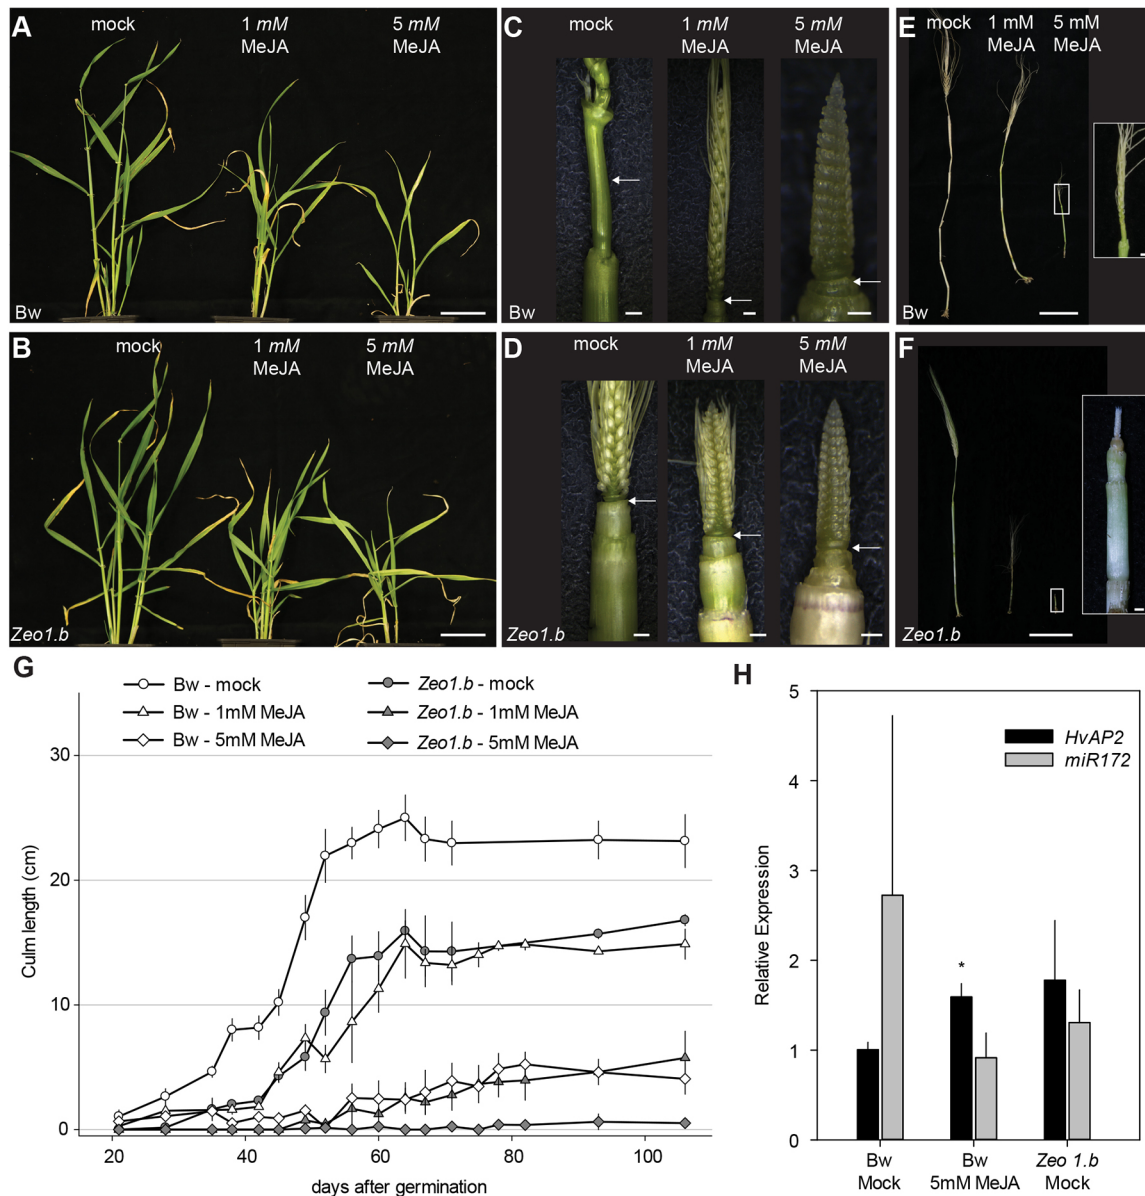 A
mock
1 mM
MeJA
5 mM
MeJA
Bw
B
mock
1 mM
MeJA
5 mM
MeJA
Zeo1.b
C
mock
1 mM
MeJA
5 mM
MeJA
Bw
D
mock
1 mM
MeJA
5 mM
MeJA
Zeo1.b
E
mock
1 mM
MeJA
5 mM
MeJA
Bw
F
Zeo1.b
G
Bw - mock
Bw - 1mM MeJA
Bw - 5mM MeJA
Zeo1.b - mock
Zeo1.b - 1mM MeJA
Zeo1.b - 5mM MeJA
Culm length (cm)
30
20
10
0
20 40 60 80 100
days after germination
H
HvAP2
miR172
Relative Expression
5
4
3
2
1
0
*
Bw
Mock
Bw
5mM MeJA
Zeo 1.b
Mock